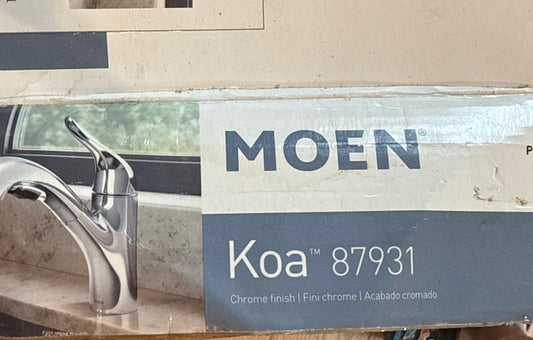 MOEN®
P
Koa™ 87931
Chrome finish | Fini chrome | Acabado cromado